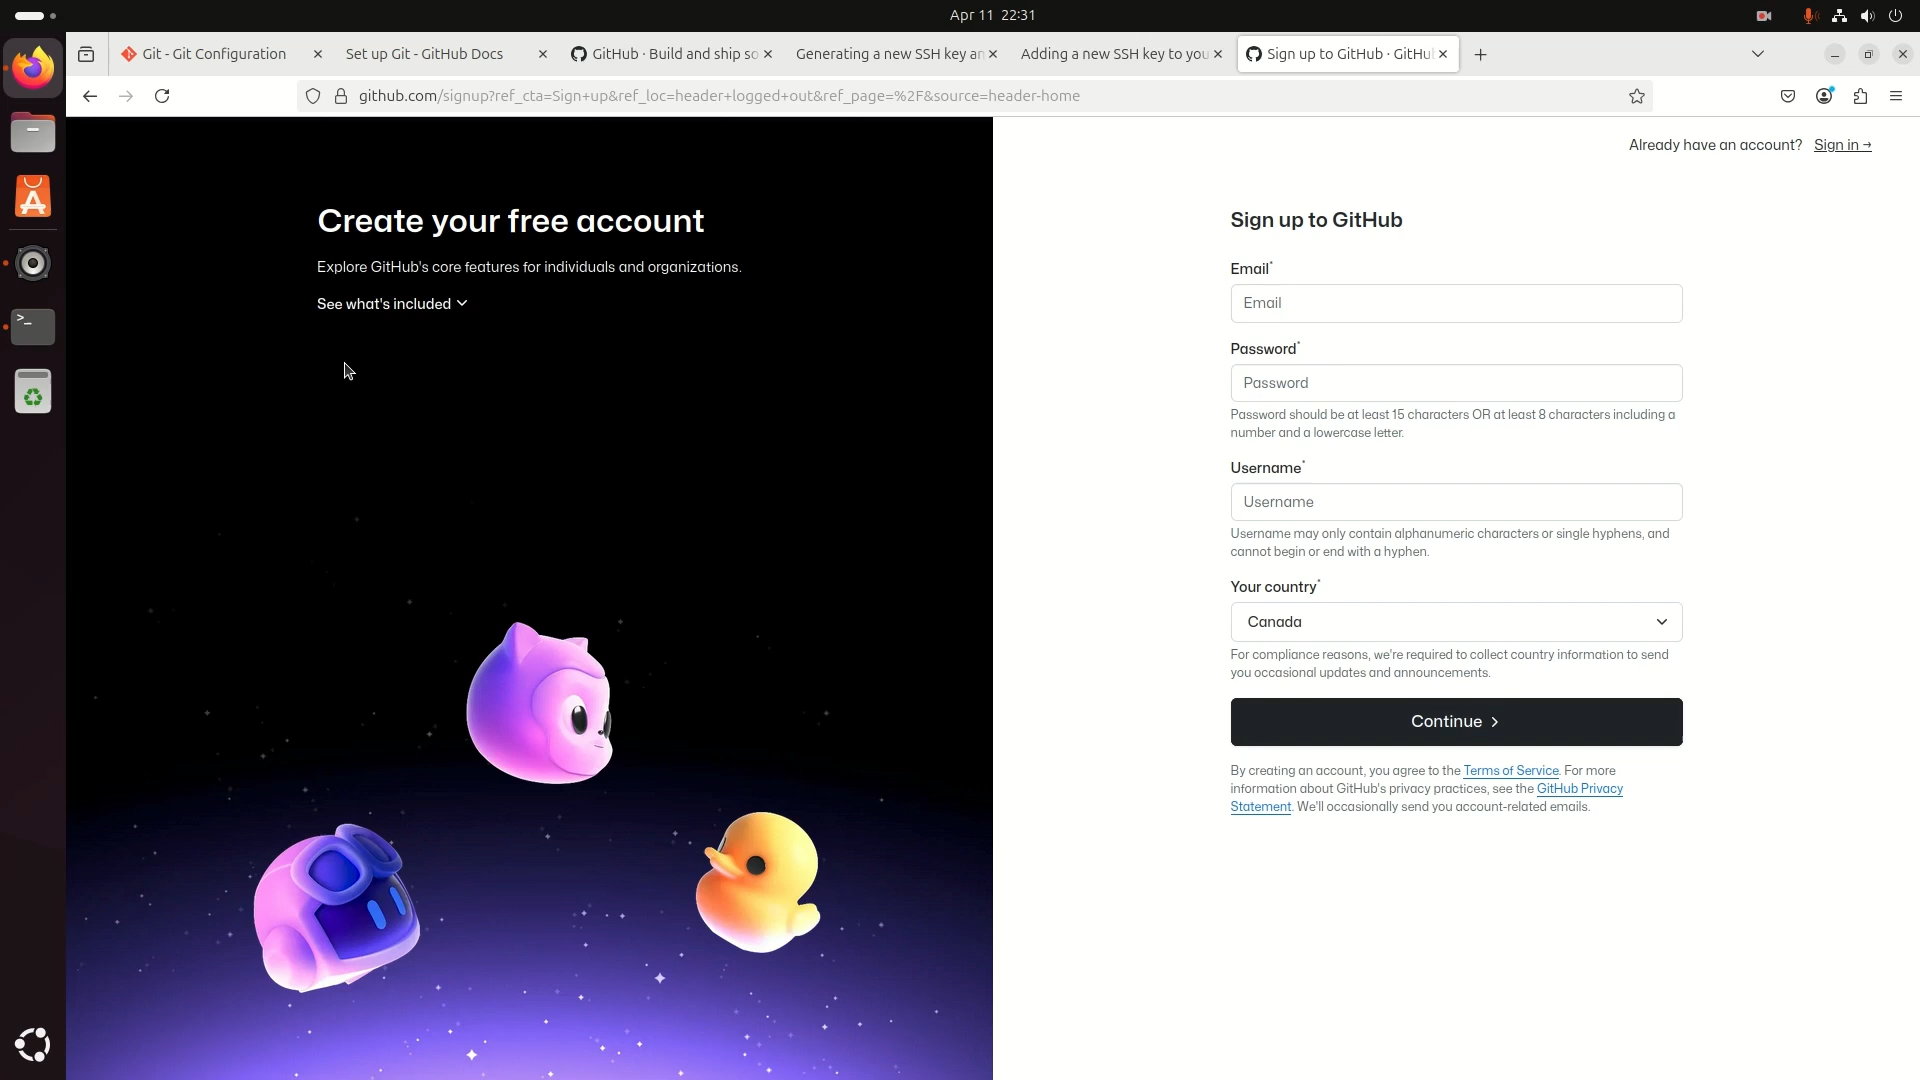 Apr 11 22:31
Git - Git Configuration
Set up Git - GitHub Docs
GitHub · Build and ship so
Generating a new SSH key an
Adding a new SSH key to you
Sign up to GitHub · GitHu
github.com/signup?ref_cta=Sign+up&ref_loc=header+logged+out&ref_page=%2F&source=header-home
Already have an account? Sign in →
Create your free account
Explore GitHub's core features for individuals and organizations.
See what's included
Sign up to GitHub
Email*
Email
Password*
Password
Password should be at least 15 characters OR at least 8 characters including a
number and a lowercase letter.
Username*
Username
Username may only contain alphanumeric characters or single hyphens, and
cannot begin or end with a hyphen.
Your country*
Canada
For compliance reasons, we're required to collect country information to send
you occasional updates and announcements.
Continue
By creating an account, you agree to the Terms of Service. For more
information about GitHub's privacy practices, see the GitHub Privacy
Statement. We'll occasionally send you account-related emails.